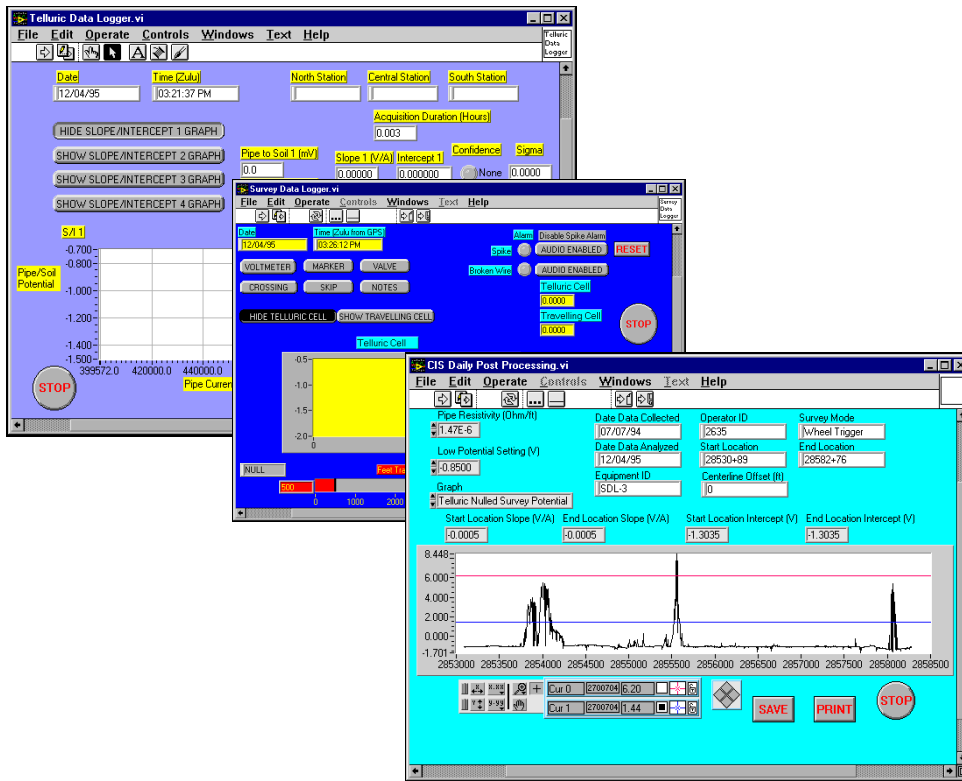 Telluric Data Logger.vi
File Edit Operate Controls Windows Text Help
Telluric
Data
Logger
Date Time (Zulu) North Station Central Station South Station
12/04/95 03:21:37 PM
Acquisition Duration (Hours)
0.003
HIDE SLOPE/INTERCEPT 1 GRAPH
SHOW SLOPE/INTERCEPT 2 GRAPH
SHOW SLOPE/INTERCEPT 3 GRAPH
SHOW SLOPE/INTERCEPT 4 GRAPH
Pipe to Soil 1 (mV) Slope 1 (V/A) Intercept 1 Confidence Sigma
0.0 0.00000 0.000000 None 0.0000
S/I 1
Pipe/Soil
Potential
-0.700
-0.800
-1.000
-1.200
-1.400
-1.500
399572.0 420000.0 440000.0
Pipe Curren
STOP
Survey Data Logger.vi
File Edit Operate Controls Windows Text Help
Survey
Data
Logger
Date Time (Zulu from GPS)
12/04/95 03:26:12 PM
Alarm Disable Spike Alarm
Spike AUDIO ENABLED RESET
Broken Wire AUDIO ENABLED
VOLTMETER MARKER VALVE
CROSSING SKIP NOTES
Telluric Cell
0.0000
Travelling Cell
0.0000
STOP
HIDE TELLURIC CELL SHOW TRAVELLING CELL
Telluric Cell
-0.5
-1.0
-1.5
-2.0
0
NULL Feet Tra
500
0 1000 2000
CIS Daily Post Processing.vi
File Edit Operate Controls Windows Text Help
Pipe Resistivity (Ohm/ft) Date Data Collected Operator ID Survey Mode
1.47E-6 07/07/94 2635 Wheel Trigger
Low Potential Setting (V) Date Data Analyzed Start Location End Location
-0.8500 12/04/95 28530+89 28582+76
Graph Equipment ID Centerline Offset (ft)
Telluric Nulled Survey Potential SDL-3 0
Start Location Slope (V/A) End Location Slope (V/A) Start Location Intercept (V) End Location Intercept (V)
-0.0005 -0.0005 -1.3035 -1.3035
8.448
6.000
4.000
2.000
0.000
-1.701
2853000 2853500 2854000 2854500 2855000 2855500 2856000 2856500 2857000 2857500 2858000 2858500
X X.XX Cur 0 2700704 6.20
Y Y.YY Cur 1 2700704 1.44
SAVE PRINT STOP